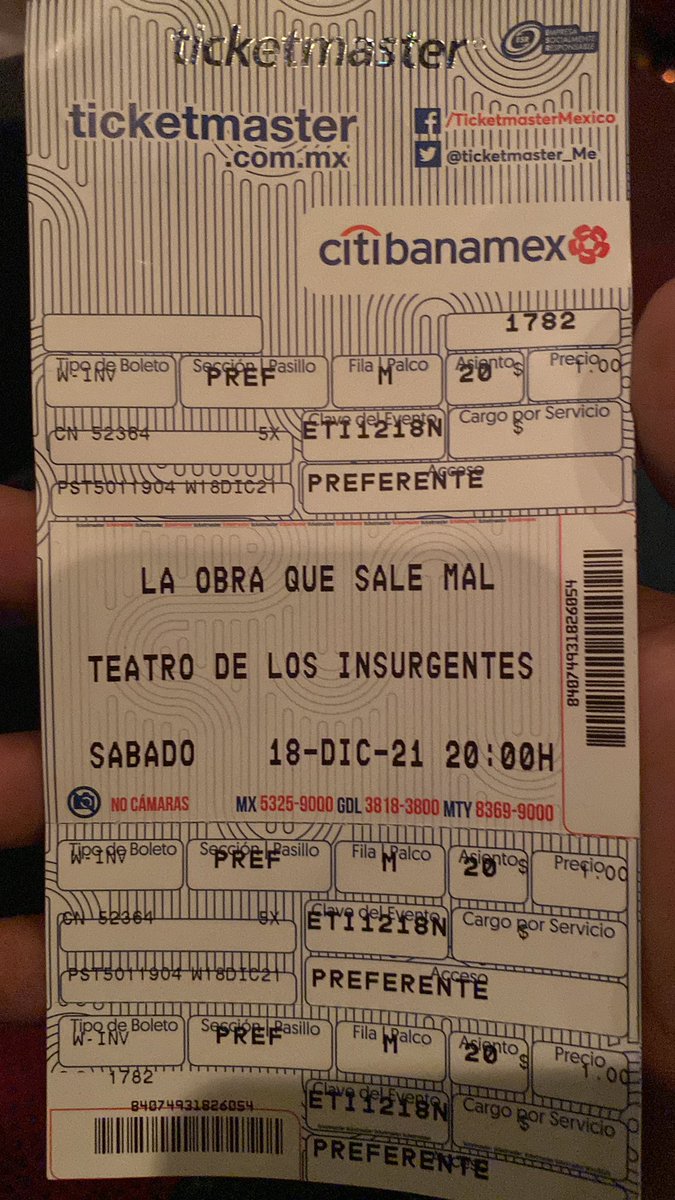 ticketmaster
ESR EMPRESA SOCIALMENTE RESPONSABLE
ticketmaster
.com.mx
/TicketmasterMexico
@ticketmaster_Me
citibanamex
1782
Tipo de Boleto Sección | Pasillo Fila | Palco Asiento Precio
W-INV PREF M 20 $ 1.00
Clave del Evento Cargo por Servicio
CN 52364 5X ETI1218N $
Acceso
PST5011904 W18DIC21 PREFERENTE
LA OBRA QUE SALE MAL
TEATRO DE LOS INSURGENTES
SABADO 18-DIC-21 20:00H
84074931826054
NO CÁMARAS MX 5325-9000 GDL 3818-3800 MTY 8369-9000
Tipo de Boleto Sección | Pasillo Fila | Palco Asiento Precio
W-INV PREF M 20 $ 1.00
Clave del Evento Cargo por Servicio
CN 52364 5X ETI1218N $
Acceso
PST5011904 W18DIC21 PREFERENTE
Tipo de Boleto Sección | Pasillo Fila | Palco Asiento Precio
W-INV PREF M 20 $ 1.00
1782
Clave del Evento Cargo por Servicio
84074931826054 ETI1218N $
PREFERENTE
Acceso